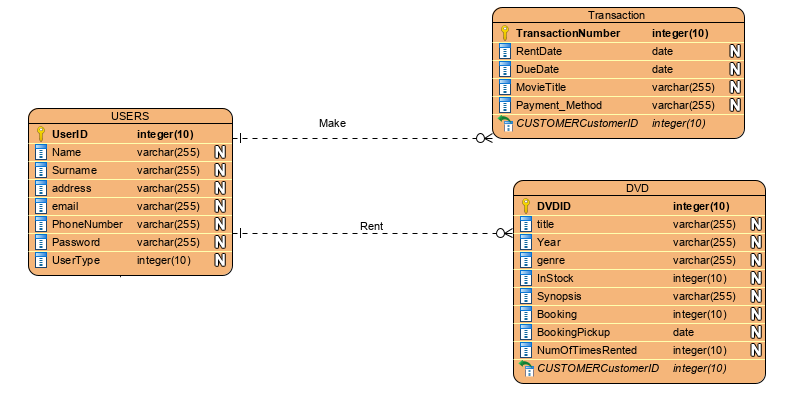 Transaction
TransactionNumber integer(10)
RentDate date N
DueDate date N
MovieTitle varchar(255) N
Payment_Method varchar(255) N
CUSTOMERCustomerID integer(10)
Make
USERS
UserID integer(10)
Name varchar(255) N
Surname varchar(255) N
address varchar(255) N
email varchar(255) N
PhoneNumber varchar(255) N
Password varchar(255) N
UserType integer(10) N
Rent
DVD
DVDID integer(10)
title varchar(255) N
Year varchar(255) N
genre varchar(255) N
InStock integer(10) N
Synopsis varchar(255) N
Booking integer(10) N
BookingPickup date N
NumOfTimesRented integer(10) N
CUSTOMERCustomerID integer(10)